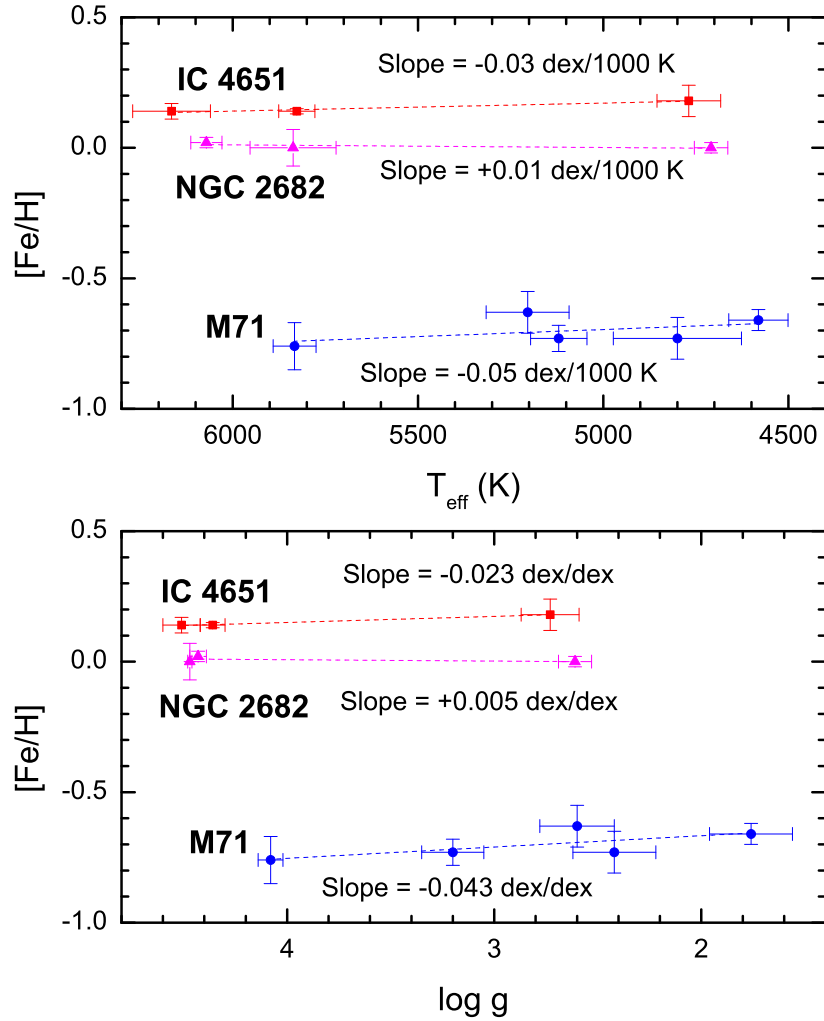 0.5
IC 4651
Slope = -0.03 dex/1000 K
0.0
NGC 2682
Slope = +0.01 dex/1000 K
[Fe/H]
-0.5
M71
Slope = -0.05 dex/1000 K
-1.0
6000 5500 5000 4500
Teff (K)
0.5
IC 4651
Slope = -0.023 dex/dex
0.0
NGC 2682
Slope = +0.005 dex/dex
[Fe/H]
-0.5
M71
Slope = -0.043 dex/dex
-1.0
4 3 2
log g